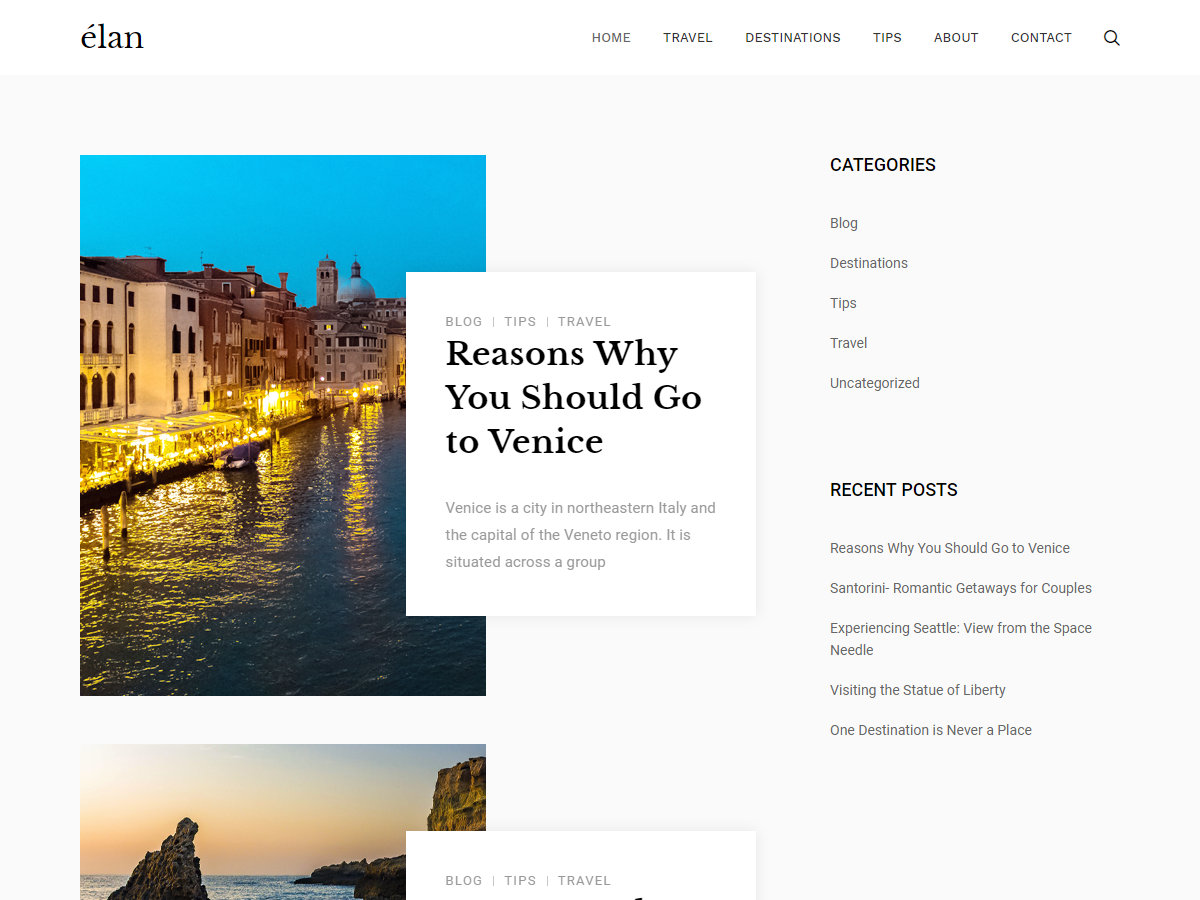 élan
HOME TRAVEL DESTINATIONS TIPS ABOUT CONTACT
BLOG | TIPS | TRAVEL
Reasons Why
You Should Go
to Venice
Venice is a city in northeastern Italy and
the capital of the Veneto region. It is
situated across a group
BLOG | TIPS | TRAVEL
CATEGORIES
Blog
Destinations
Tips
Travel
Uncategorized
RECENT POSTS
Reasons Why You Should Go to Venice
Santorini- Romantic Getaways for Couples
Experiencing Seattle: View from the Space
Needle
Visiting the Statue of Liberty
One Destination is Never a Place